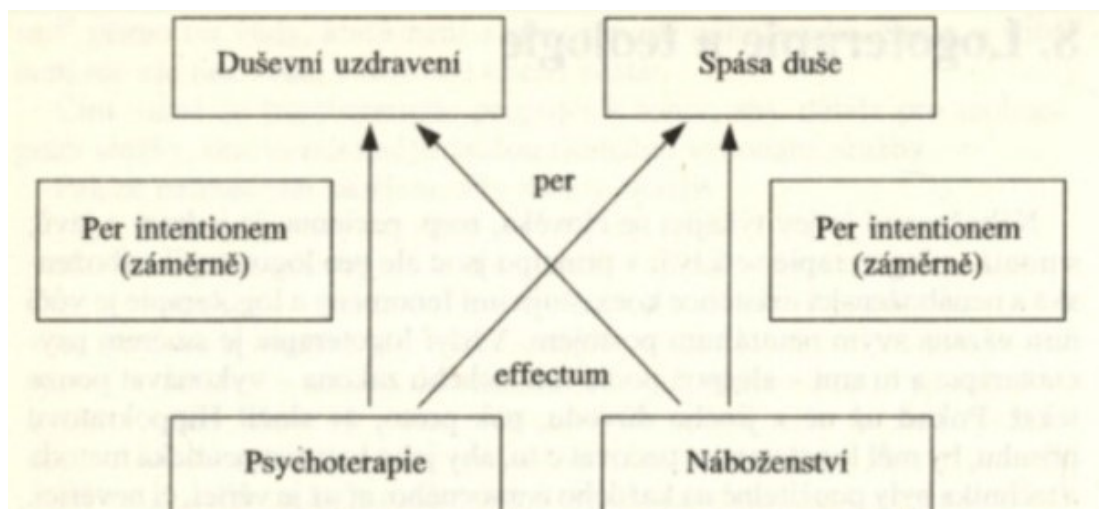 Duševní uzdravení
Spása duše
per
Per intentionem
(záměrně)
Per intentionem
(záměrně)
effectum
Psychoterapie
Náboženství